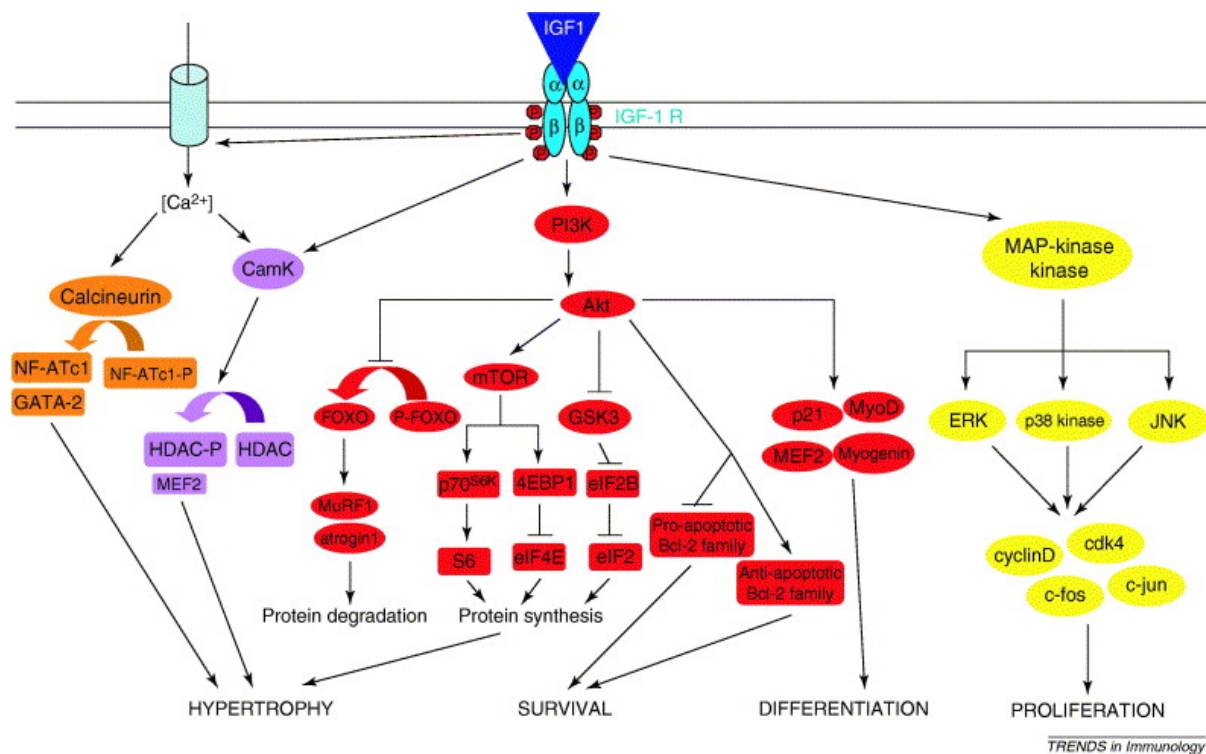 IGF1
α α
β β
P P
P P
P P
IGF-1 R
[Ca²⁺]
PI3K
CamK
MAP-kinase
kinase
Calcineurin
Akt
NF-ATc1
NF-ATc1-P
GATA-2
mTOR
FOXO
P-FOXO
GSK3
p21
MyoD
MEF2
Myogenin
ERK
p38 kinase
JNK
HDAC-P
HDAC
MEF2
p70ˢ⁶ᴷ
4EBP1
eIF2B
MuRF1
atrogin1
S6
eIF4E
eIF2
Pro-apoptotic
Bcl-2 family
Anti-apoptotic
Bcl-2 family
cyclinD
cdk4
c-fos
c-jun
Protein degradation
Protein synthesis
HYPERTROPHY
SURVIVAL
DIFFERENTIATION
PROLIFERATION
TRENDS in Immunology